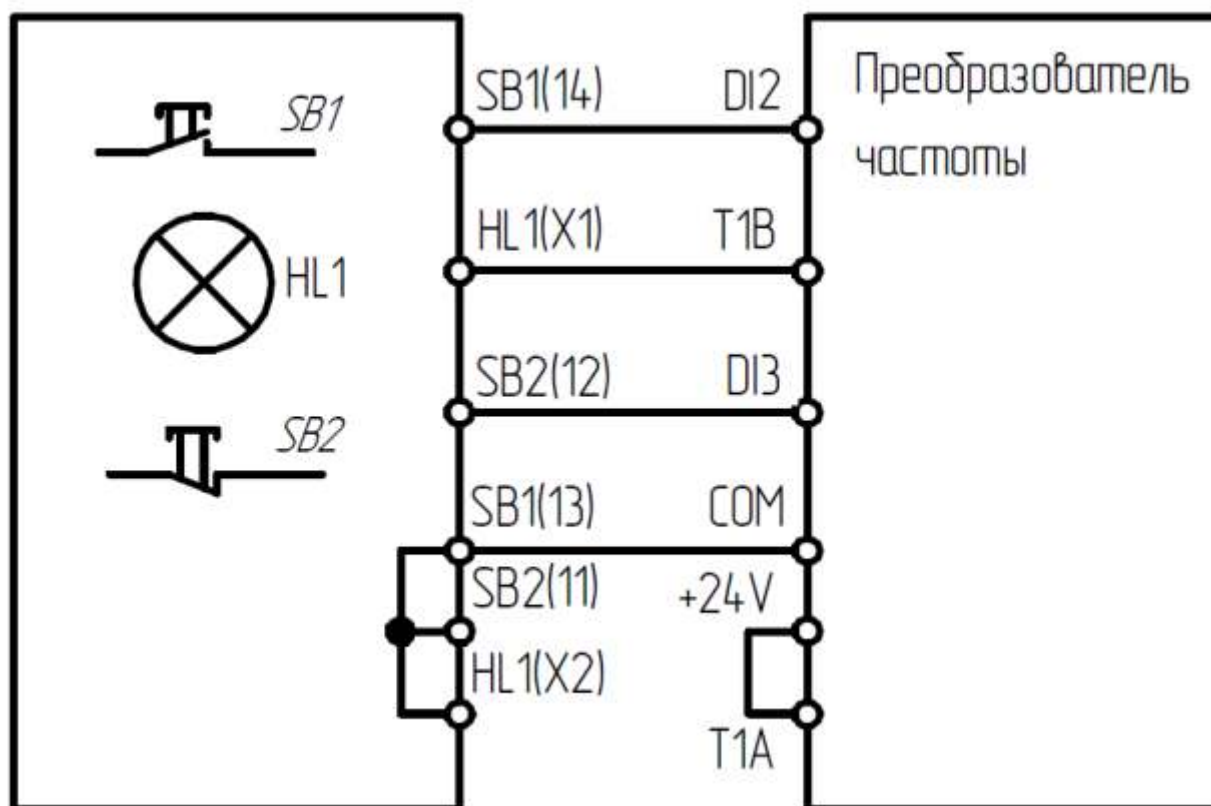 SB1
HL1
SB2
SB1(14)
DI2
HL1(X1)
T1B
SB2(12)
DI3
SB1(13)
COM
SB2(11)
+24V
HL1(X2)
T1A
Преобразователь
частоты